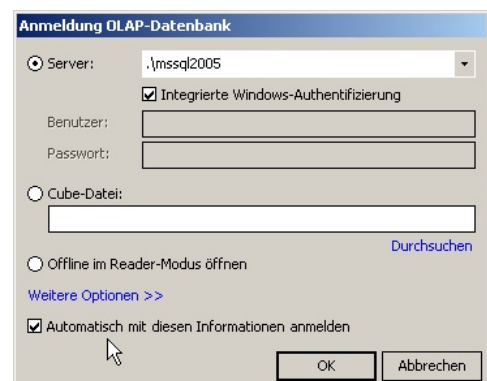 Anmeldung OLAP-Datenbank
Server: .\mssql2005
Integrierte Windows-Authentifizierung
Benutzer:
Passwort:
Cube-Datei:
Durchsuchen
Offline im Reader-Modus öffnen
Weitere Optionen >>
Automatisch mit diesen Informationen anmelden
OK Abbrechen